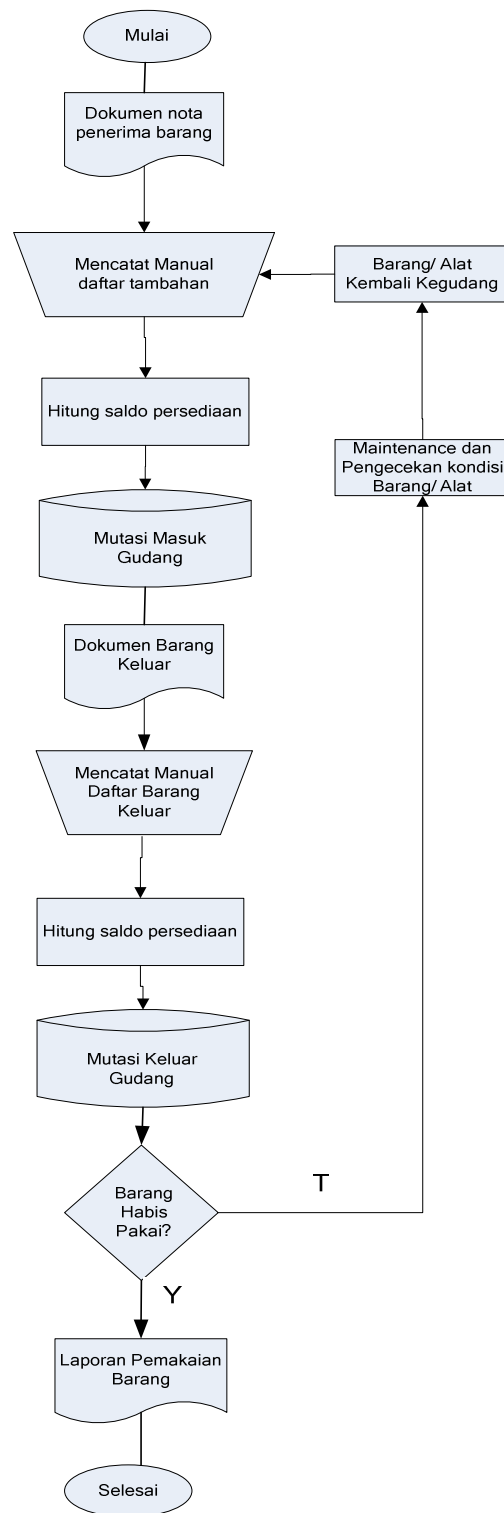 Mulai
Dokumen nota
penerima barang
Mencatat Manual
daftar tambahan
Barang/ Alat
Kembali Kegudang
Hitung saldo persediaan
Maintenance dan
Pengecekan kondisi
Barang/ Alat
Mutasi Masuk
Gudang
Dokumen Barang
Keluar
Mencatat Manual
Daftar Barang
Keluar
Hitung saldo persediaan
Mutasi Keluar
Gudang
Barang
Habis
Pakai?
T
Y
Laporan Pemakaian
Barang
Selesai